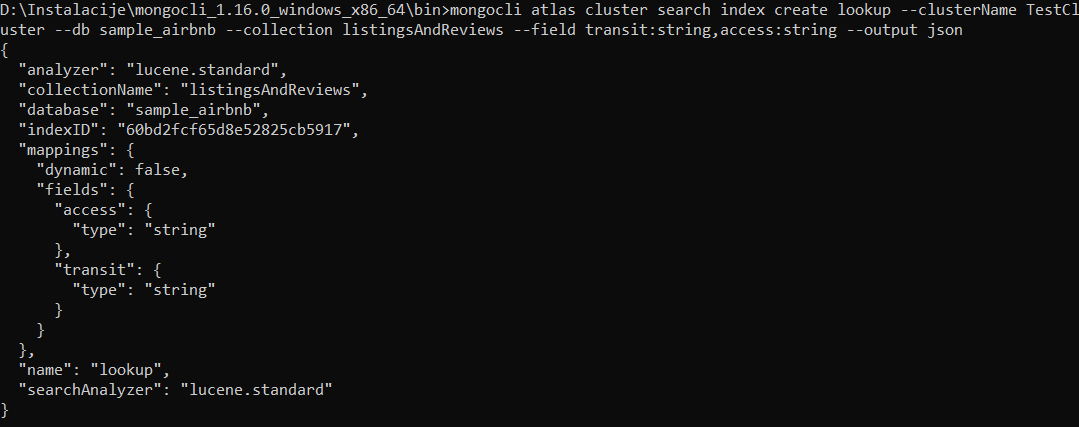 D:\Instalacije\mongocli_1.16.0_windows_x86_64\bin>mongocli atlas cluster search index create lookup --clusterName TestCl
uster --db sample_airbnb --collection listingsAndReviews --field transit:string,access:string --output json
{
  "analyzer": "lucene.standard",
  "collectionName": "listingsAndReviews",
  "database": "sample_airbnb",
  "indexID": "60bd2fcf65d8e52825cb5917",
  "mappings": {
    "dynamic": false,
    "fields": {
      "access": {
        "type": "string"
      },
      "transit": {
        "type": "string"
      }
    }
  },
  "name": "lookup",
  "searchAnalyzer": "lucene.standard"
}